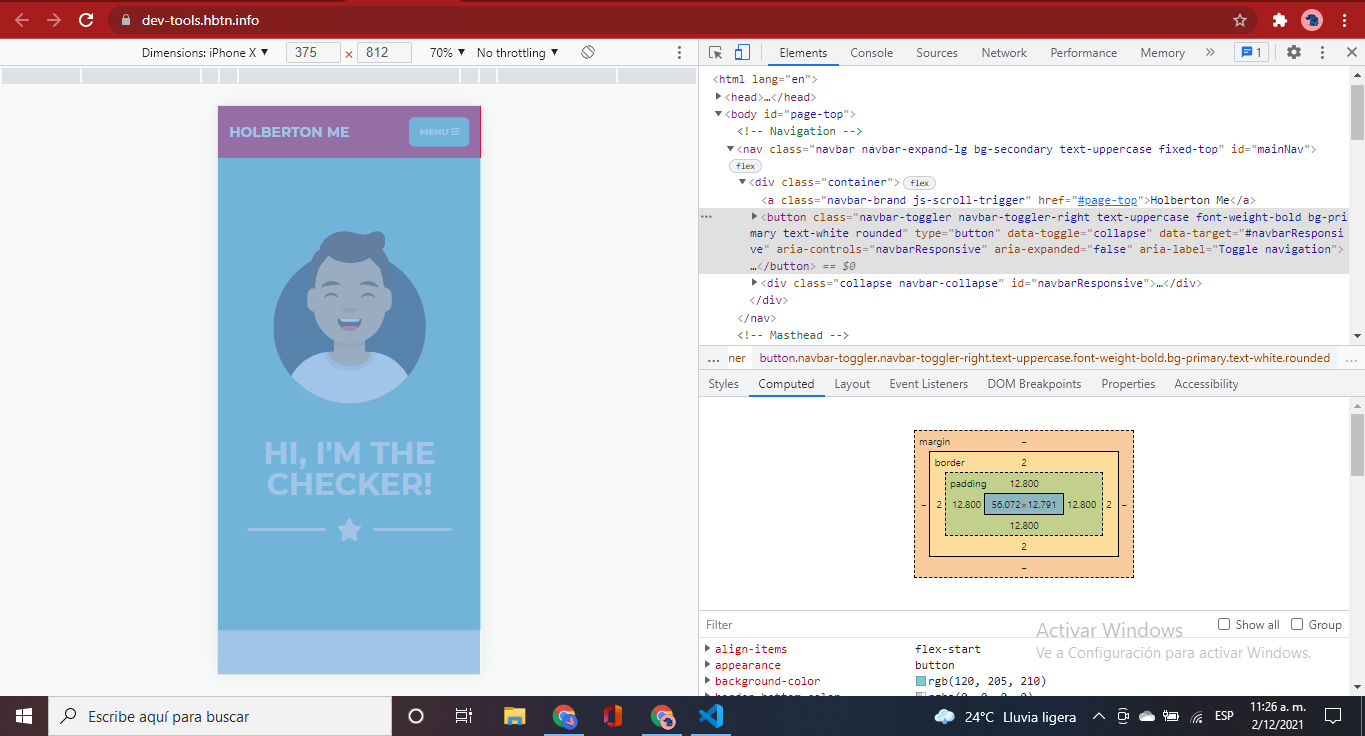 dev-tools.hbtn.info
Dimensions: iPhone X ▼ 375 × 812 70% ▼ No throttling ▼
Elements Console Sources Network Performance Memory » 1
HOLBERTON ME
MENU
HI, I'M THE
CHECKER!
<html lang="en">
<head>…</head>
<body id="page-top">
<!-- Navigation -->
<nav class="navbar navbar-expand-lg bg-secondary text-uppercase fixed-top" id="mainNav">
flex
<div class="container"> flex
<a class="navbar-brand js-scroll-trigger" href="#page-top">Holberton Me</a>
<button class="navbar-toggler navbar-toggler-right text-uppercase font-weight-bold bg-pri
mary text-white rounded" type="button" data-toggle="collapse" data-target="#navbarResponsi
ve" aria-controls="navbarResponsive" aria-expanded="false" aria-label="Toggle navigation">
…</button> == $0
<div class="collapse navbar-collapse" id="navbarResponsive">…</div>
</div>
</nav>
<!-- Masthead -->
... ner button.navbar-toggler.navbar-toggler-right.text-uppercase.font-weight-bold.bg-primary.text-white.rounded ...
Styles Computed Layout Event Listeners DOM Breakpoints Properties Accessibility
margin –
border 2
padding 12.800
– 2 12.800 56.072×12.791 12.800 2 –
12.800
2
–
Filter Show all Group
align-items flex-start
appearance button
background-color rgb(120, 205, 210)
Activar Windows
Ve a Configuración para activar Windows.
Escribe aquí para buscar
24°C Lluvia ligera ESP
11:26 a. m.
2/12/2021